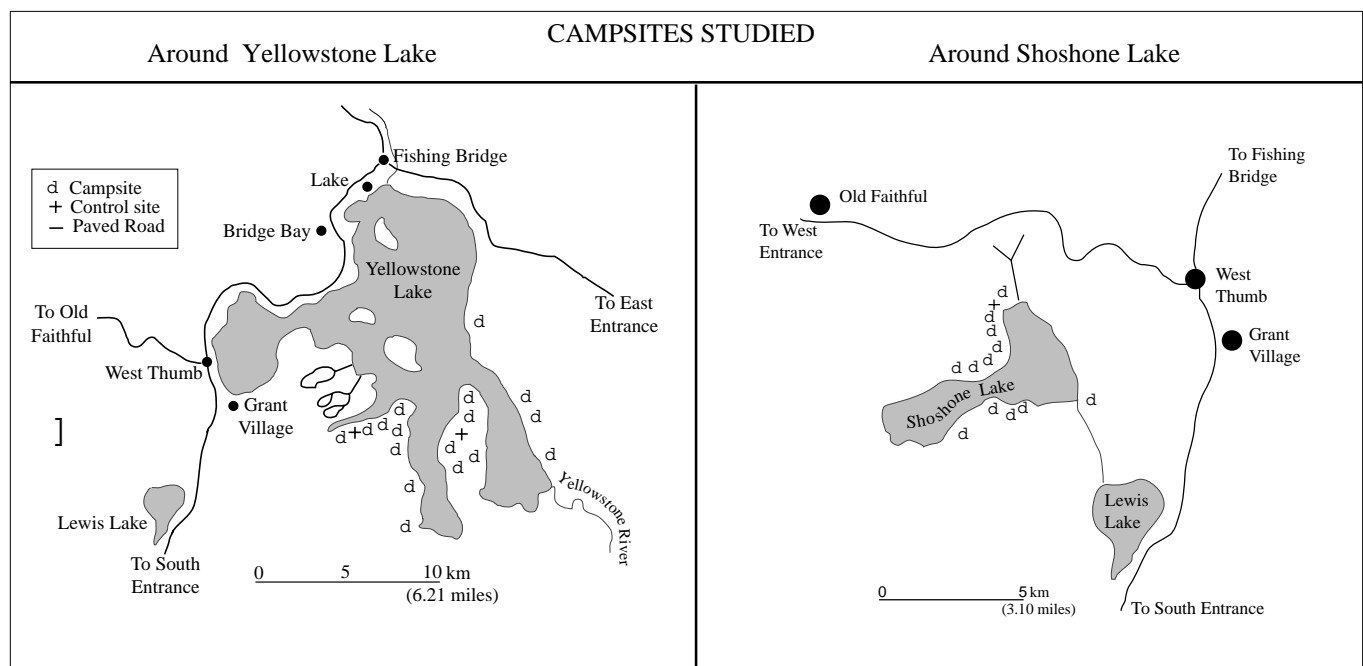 CAMPSITES STUDIED
Around Yellowstone Lake
Around Shoshone Lake
d Campsite
+ Control site
– Paved Road
Fishing Bridge
Lake
Bridge Bay
Yellowstone
Lake
To Old
Faithful
West Thumb
To East
Entrance
Grant
Village
]
Lewis Lake
To South
Entrance
Yellowstone River
0 5 10 km
(6.21 miles)
d
d
d
d
d
d
d
d
d
+
d
d
d
d
+
d
d
d
d
d
d
To Fishing
Bridge
Old Faithful
To West
Entrance
West
Thumb
Grant
Village
Shoshone Lake
Lewis
Lake
d
+
d
d
d
d
d
d
d
d
d
d
d
0 5 km
(3.10 miles)
To South Entrance